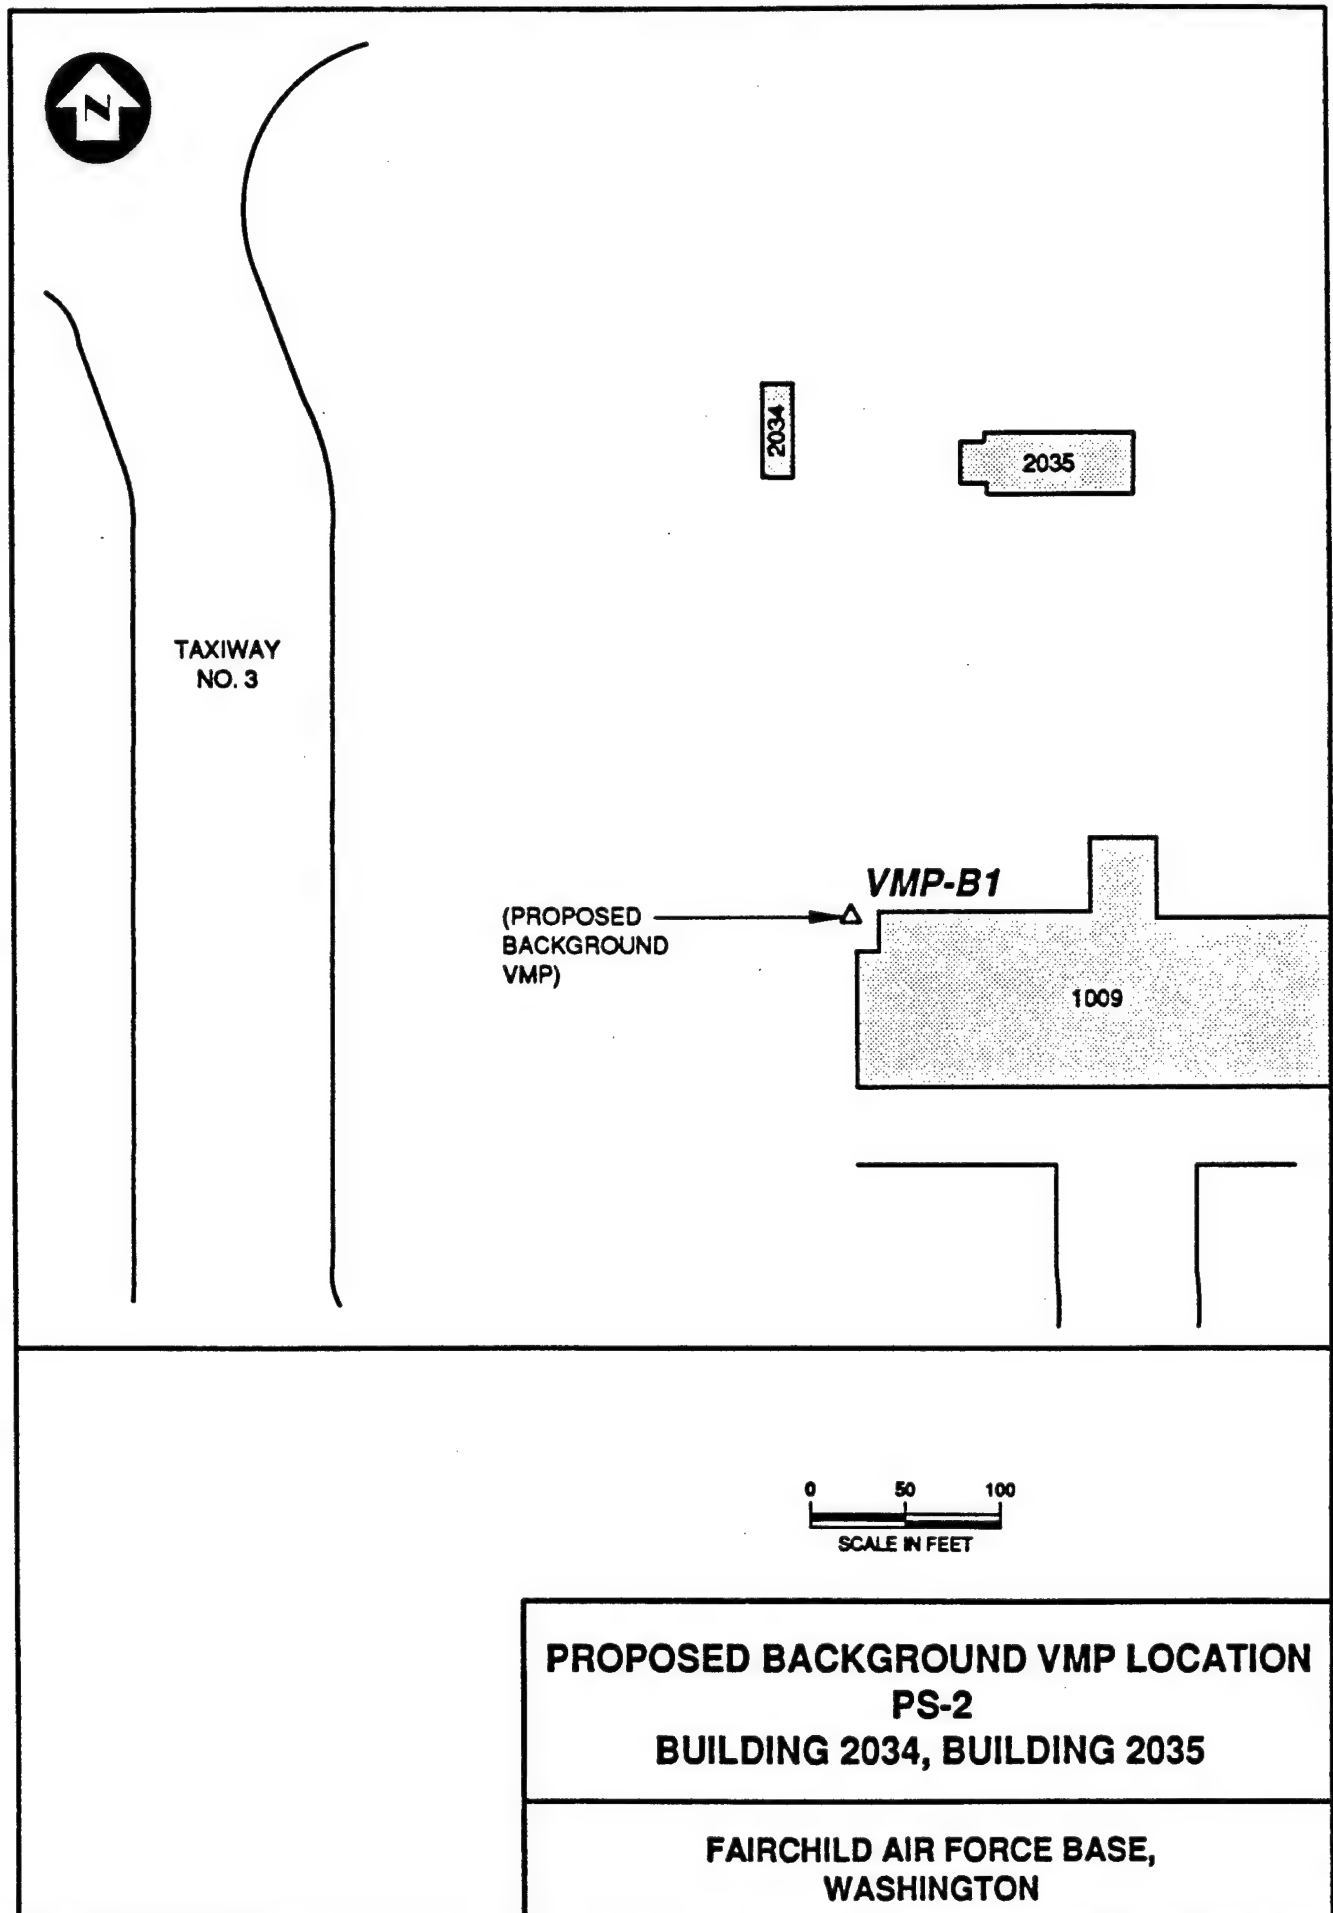 N
2034
2035
TAXIWAY
NO. 3
VMP-B1
(PROPOSED
BACKGROUND
VMP)
1009
0 50 100
SCALE IN FEET
PROPOSED BACKGROUND VMP LOCATION
PS-2
BUILDING 2034, BUILDING 2035
FAIRCHILD AIR FORCE BASE,
WASHINGTON